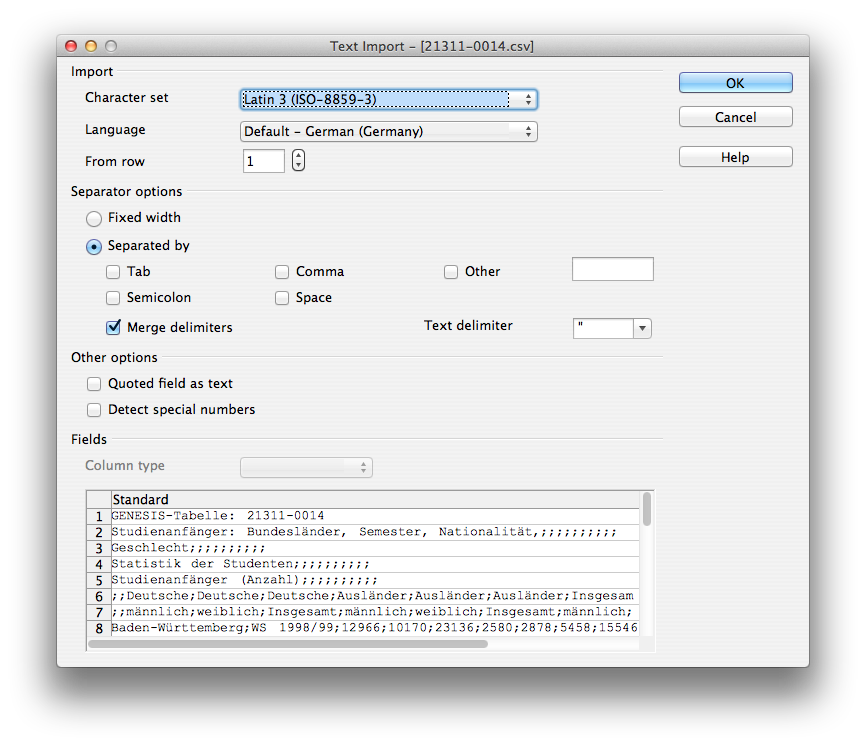 Text Import – [21311-0014.csv]
Import
Character set
Latin 3 (ISO-8859-3)
OK
Language
Default – German (Germany)
Cancel
From row
1
Help
Separator options
Fixed width
Separated by
Tab
Comma
Other
Semicolon
Space
Merge delimiters
Text delimiter
"
Other options
Quoted field as text
Detect special numbers
Fields
Column type
Standard
1 GENESIS-Tabelle: 21311-0014
2 Studienanfänger: Bundesländer, Semester, Nationalität,;;;;;;;;;;
3 Geschlecht;;;;;;;;;;
4 Statistik der Studenten;;;;;;;;;;
5 Studienanfänger (Anzahl);;;;;;;;;;
6 ;;Deutsche;Deutsche;Deutsche;Ausländer;Ausländer;Ausländer;Insgesam
7 ;;männlich;weiblich;Insgesamt;männlich;weiblich;Insgesamt;männlich;
8 Baden-Württemberg;WS 1998/99;12966;10170;23136;2580;2878;5458;15546